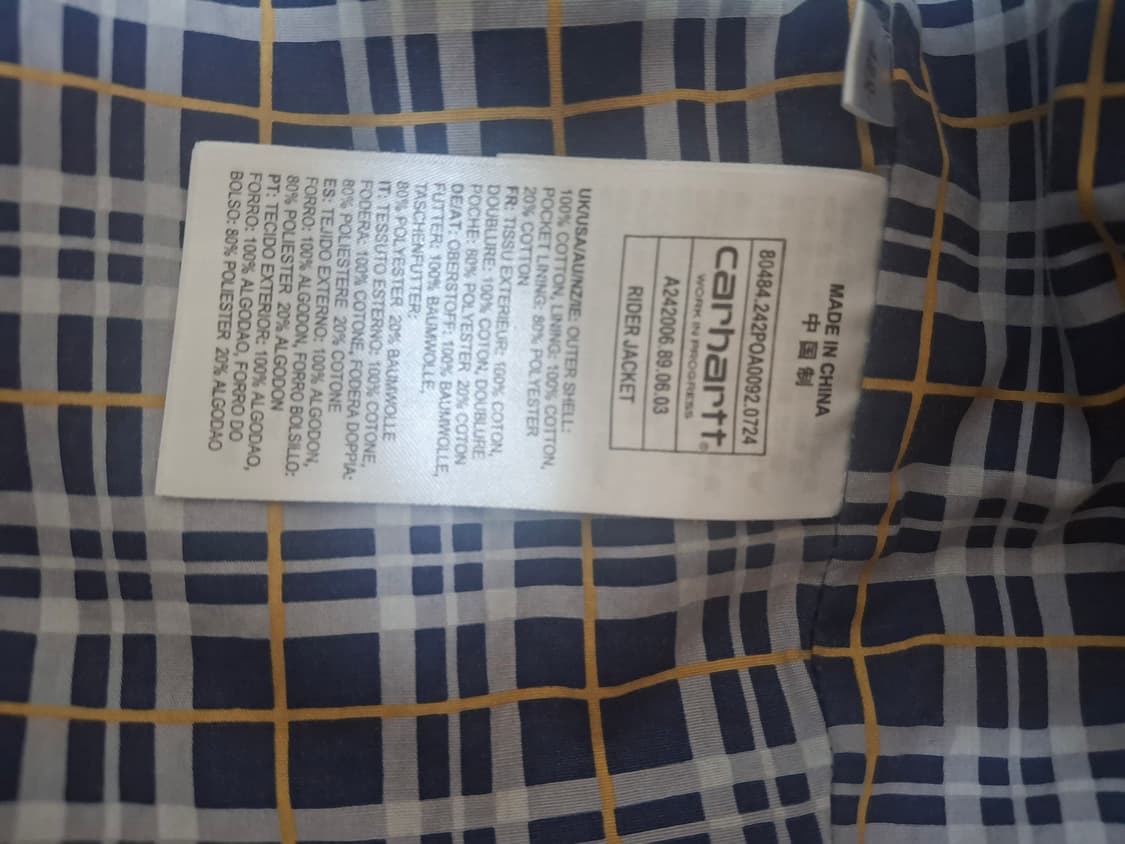 MADE IN CHINA
中国制
80484.242POA0092.0724
carhartt
WORK IN PROGRESS
A242006.89.06.03
RIDER JACKET
UK/USA/AU/NZ/IE: OUTER SHELL:
100% COTTON, LINING: 100% COTTON,
POCKET LINING: 80% POLYESTER
20% COTTON
FR: TISSU EXTERIEUR: 100% COTON,
DOUBLURE: 100% COTON, DOUBLURE
POCHE: 80% POLYESTER 20% COTON
DE/AT: OBERSTOFF: 100% BAUMWOLLE,
FUTTER: 100% BAUMWOLLE,
TASCHENFUTTER:
80% POLYESTER 20% BAUMWOLLE
IT: TESSUTO ESTERNO: 100% COTONE,
FODERA: 100% COTONE, FODERA DOPPIA:
80% POLIESTERE 20% COTONE
ES: TEJIDO EXTERNO: 100% ALGODON,
FORRO: 100% ALGODON, FORRO BOLSILLO:
80% POLIESTER 20% ALGODON
PT: TECIDO EXTERIOR: 100% ALGODAO,
FORRO: 100% ALGODAO, FORRO DO
BOLSO: 80% POLIESTER 20% ALGODAO